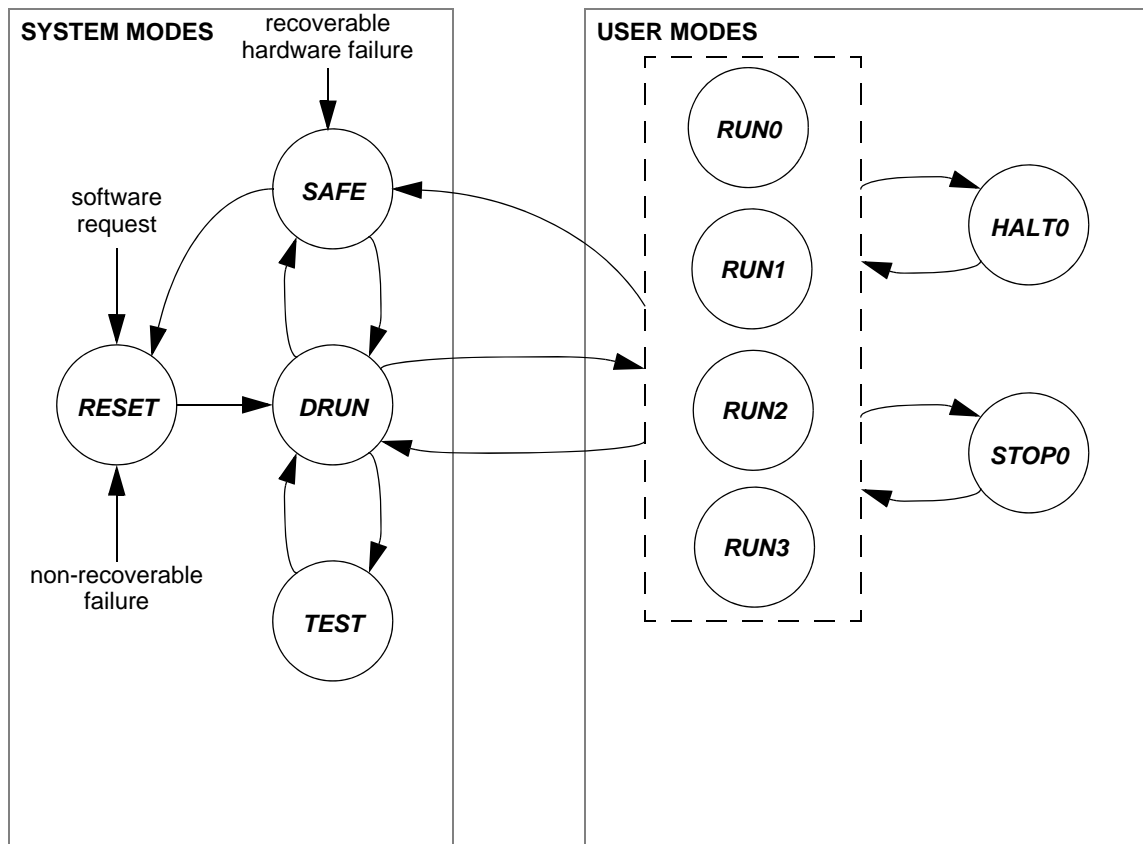 SYSTEM MODES
recoverable
hardware failure
SAFE
software
request
RESET
DRUN
non-recoverable
failure
TEST
USER MODES
RUN0
RUN1
RUN2
RUN3
HALT0
STOP0